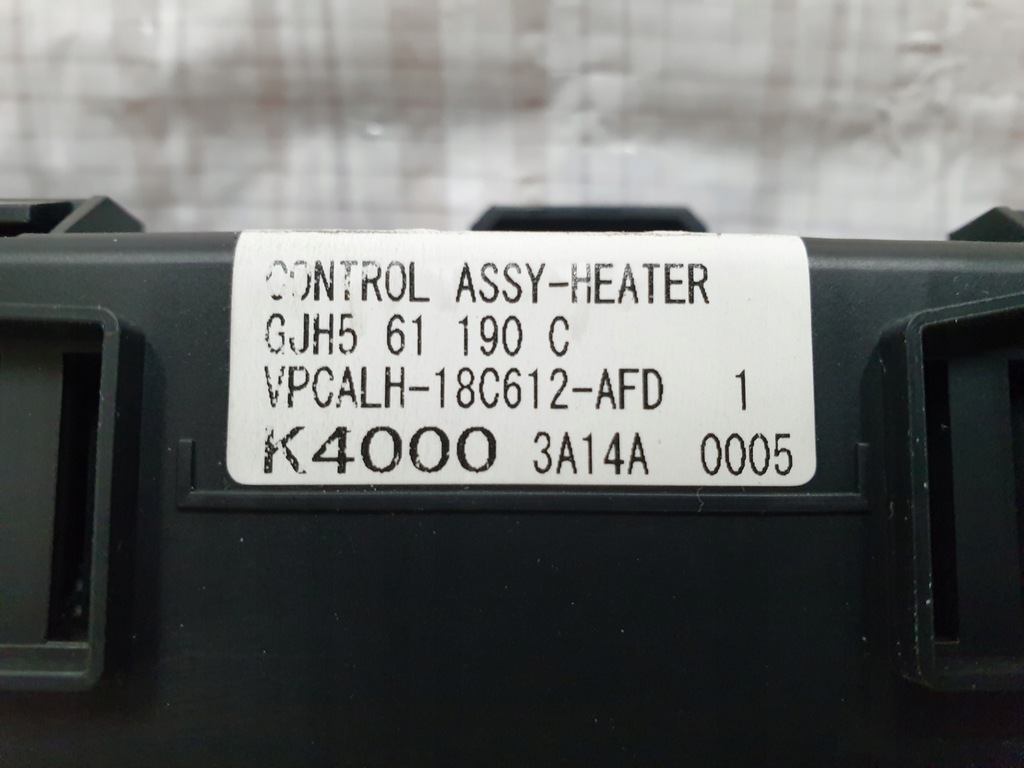 CONTROL ASSY-HEATER
GJH5 61 190 C
VPCALH-18C612-AFD 1
K4000 3A14A 0005